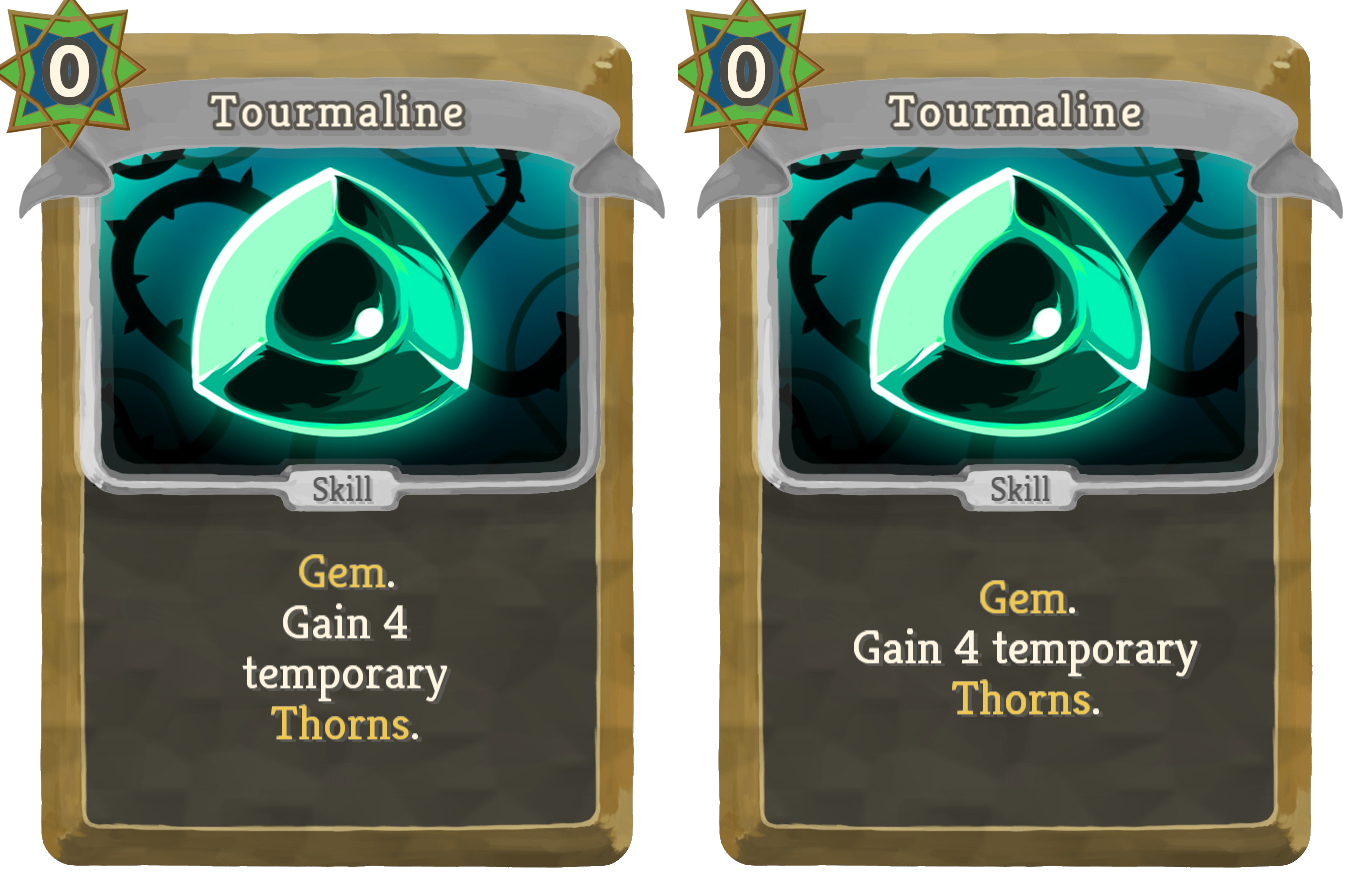 0
Tourmaline
Skill
Gem.
Gain 4
temporary
Thorns.
0
Tourmaline
Skill
Gem.
Gain 4 temporary
Thorns.